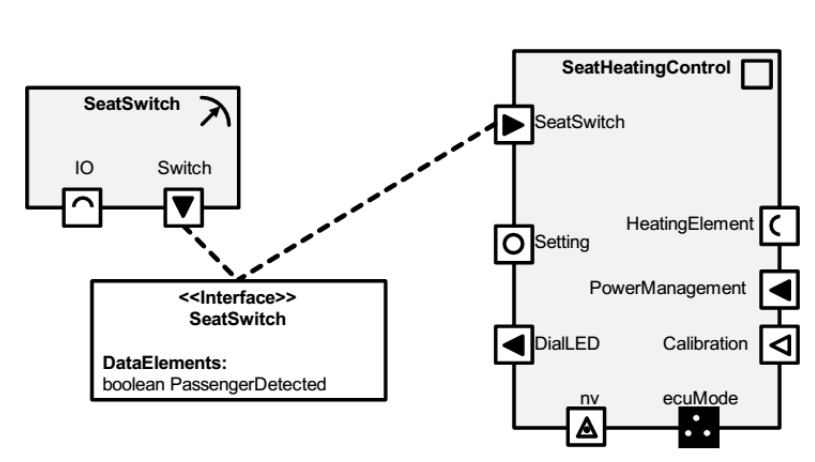 SeatSwitch
IO
Switch
<<Interface>>
SeatSwitch
DataElements:
boolean PassengerDetected
SeatHeatingControl
SeatSwitch
Setting
DialLED
HeatingElement
PowerManagement
Calibration
nv
ecuMode